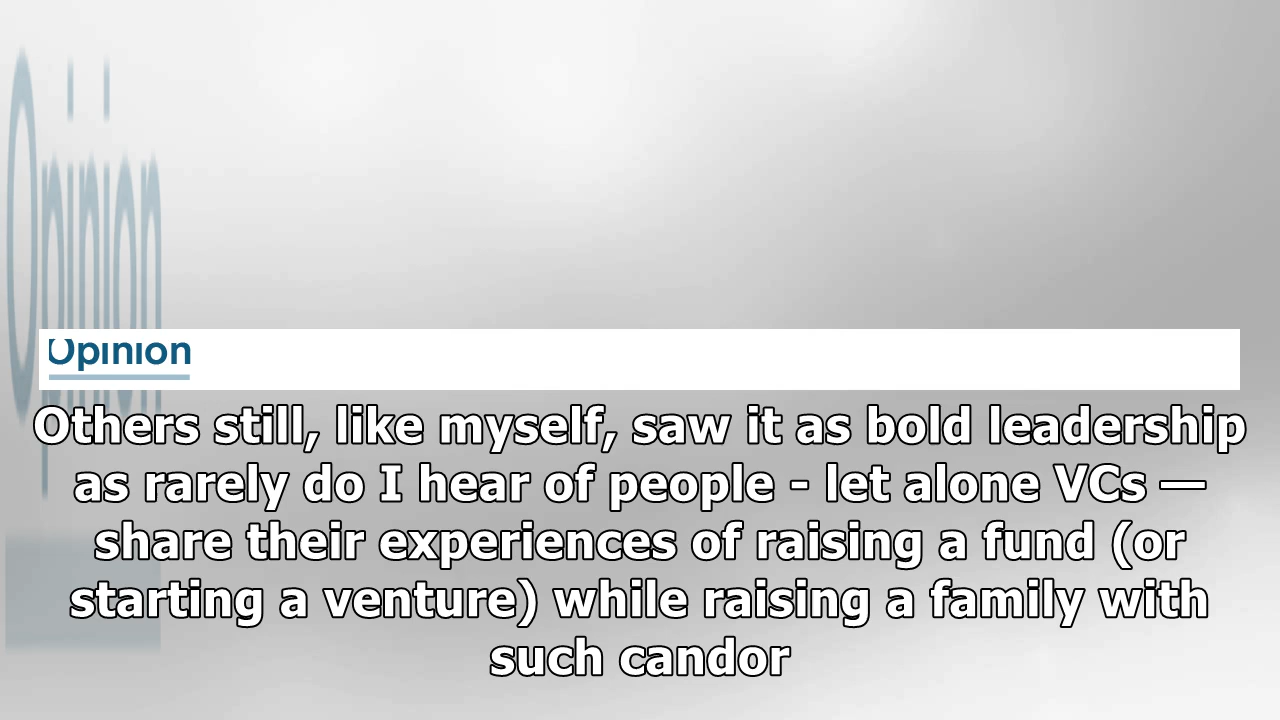 Opinion
Opinion
Others still, like myself, saw it as bold leadership
as rarely do I hear of people - let alone VCs —
share their experiences of raising a fund (or
starting a venture) while raising a family with
such candor